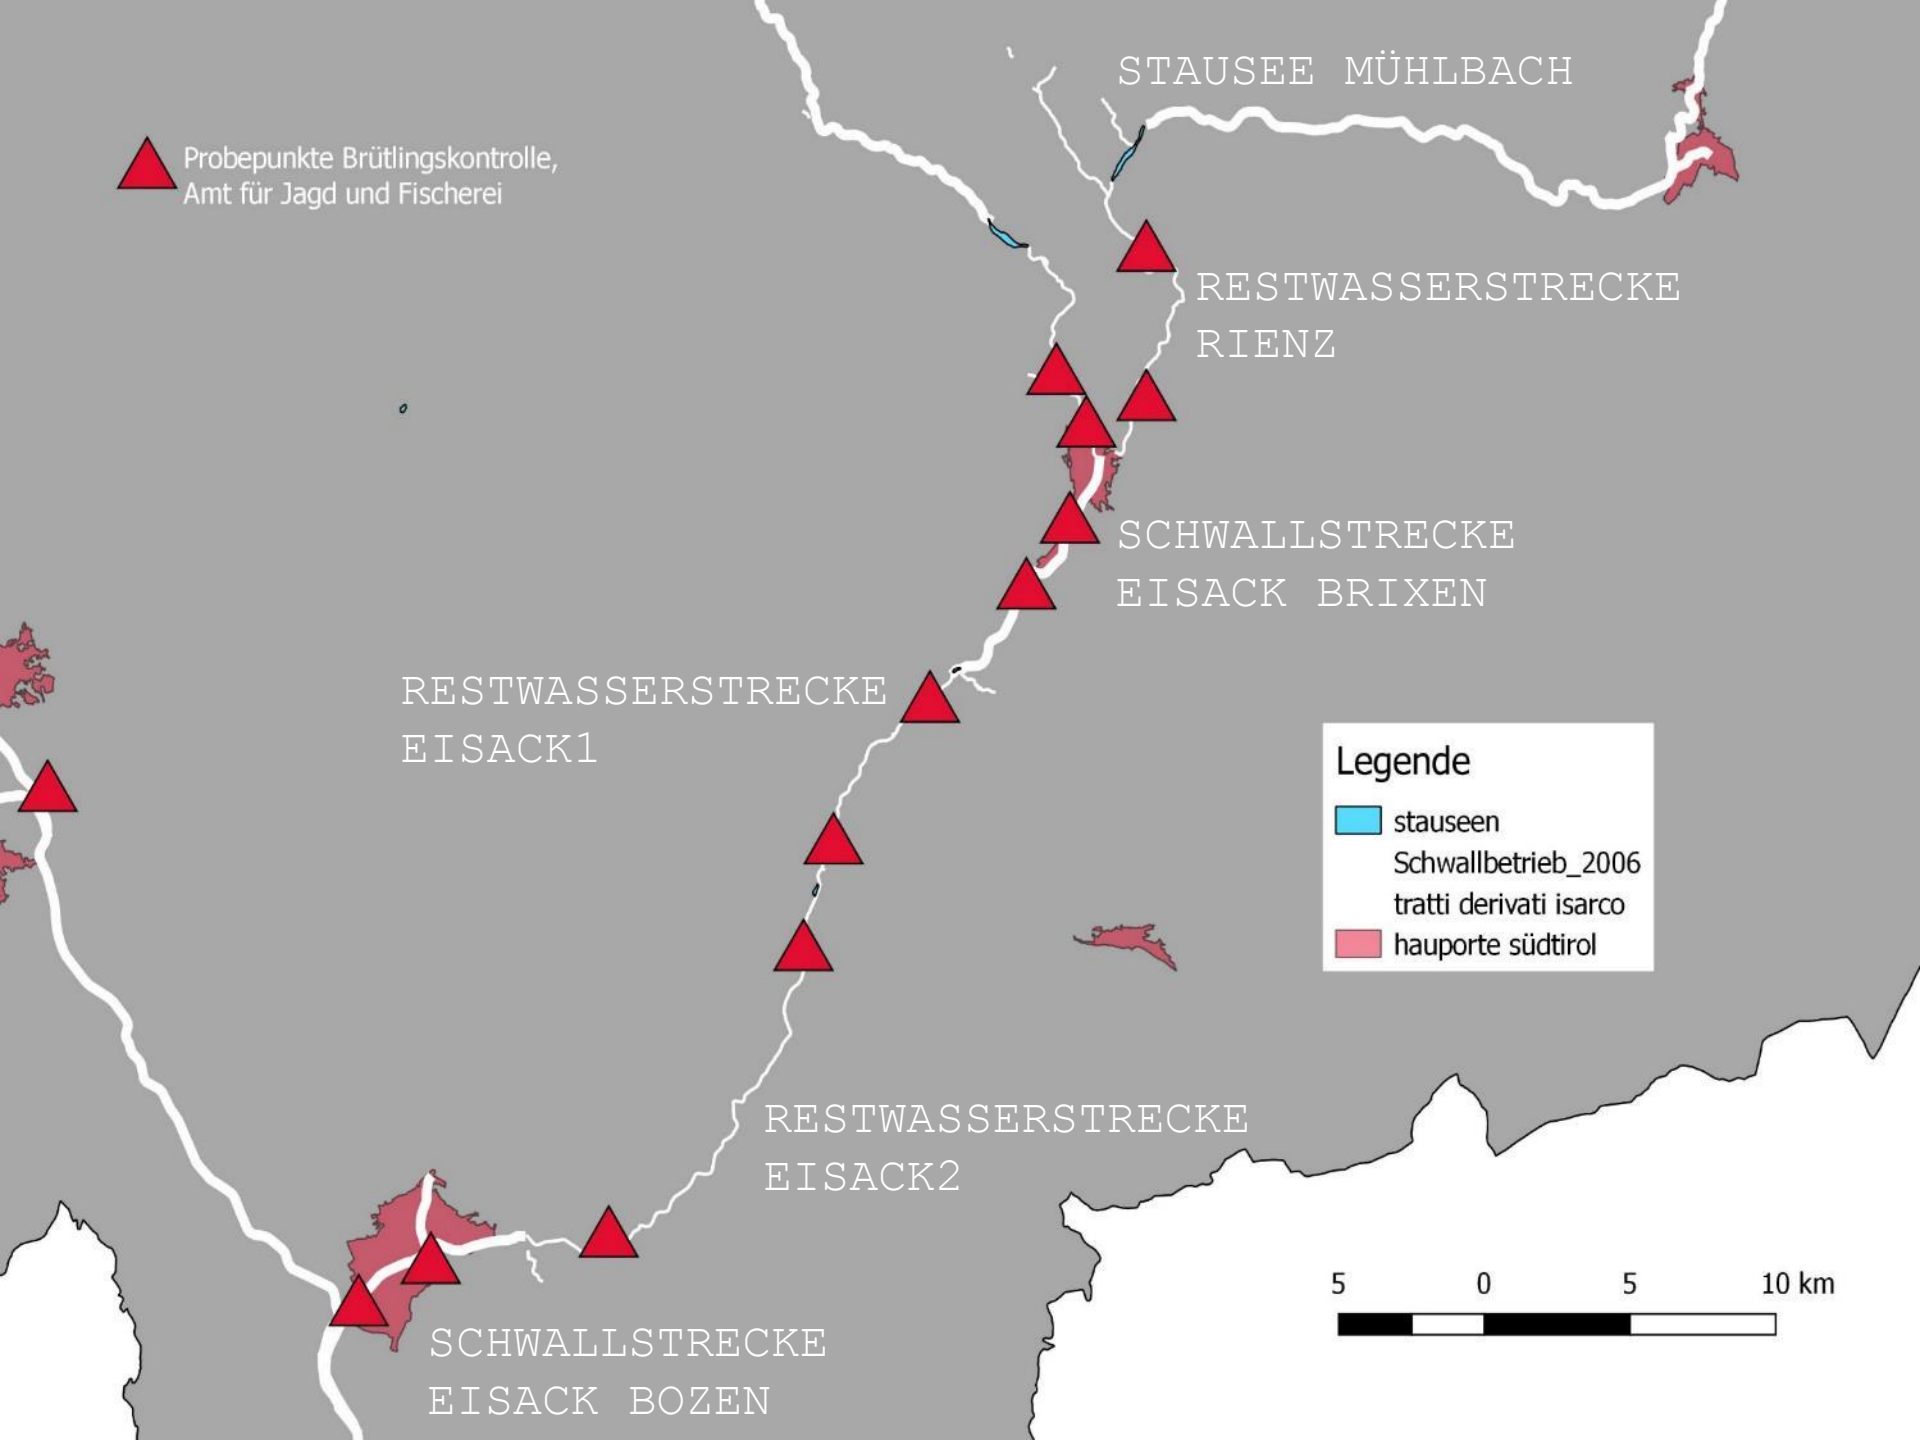 STAUSEE MÜHLBACH
Probepunkte Brütlingskontrolle,
Amt für Jagd und Fischerei
RESTWASSERSTRECKE
RIENZ
SCHWALLSTRECKE
EISACK BRIXEN
RESTWASSERSTRECKE
EISACK1
Legende
stauseen
Schwallbetrieb_2006
tratti derivati isarco
hauporte südtirol
RESTWASSERSTRECKE
EISACK2
5 0 5 10 km
SCHWALLSTRECKE
EISACK BOZEN